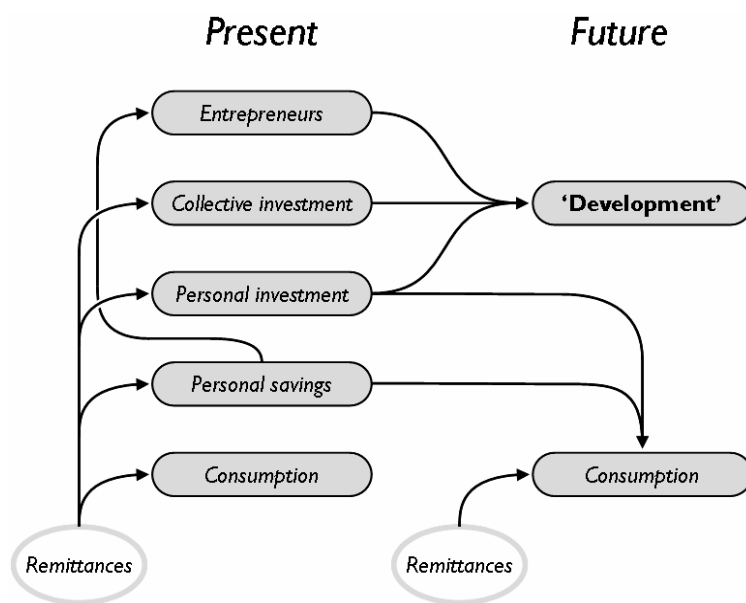 Present
Future
Entrepreneurs
Collective investment
'Development'
Personal investment
Personal savings
Consumption
Consumption
Remittances
Remittances